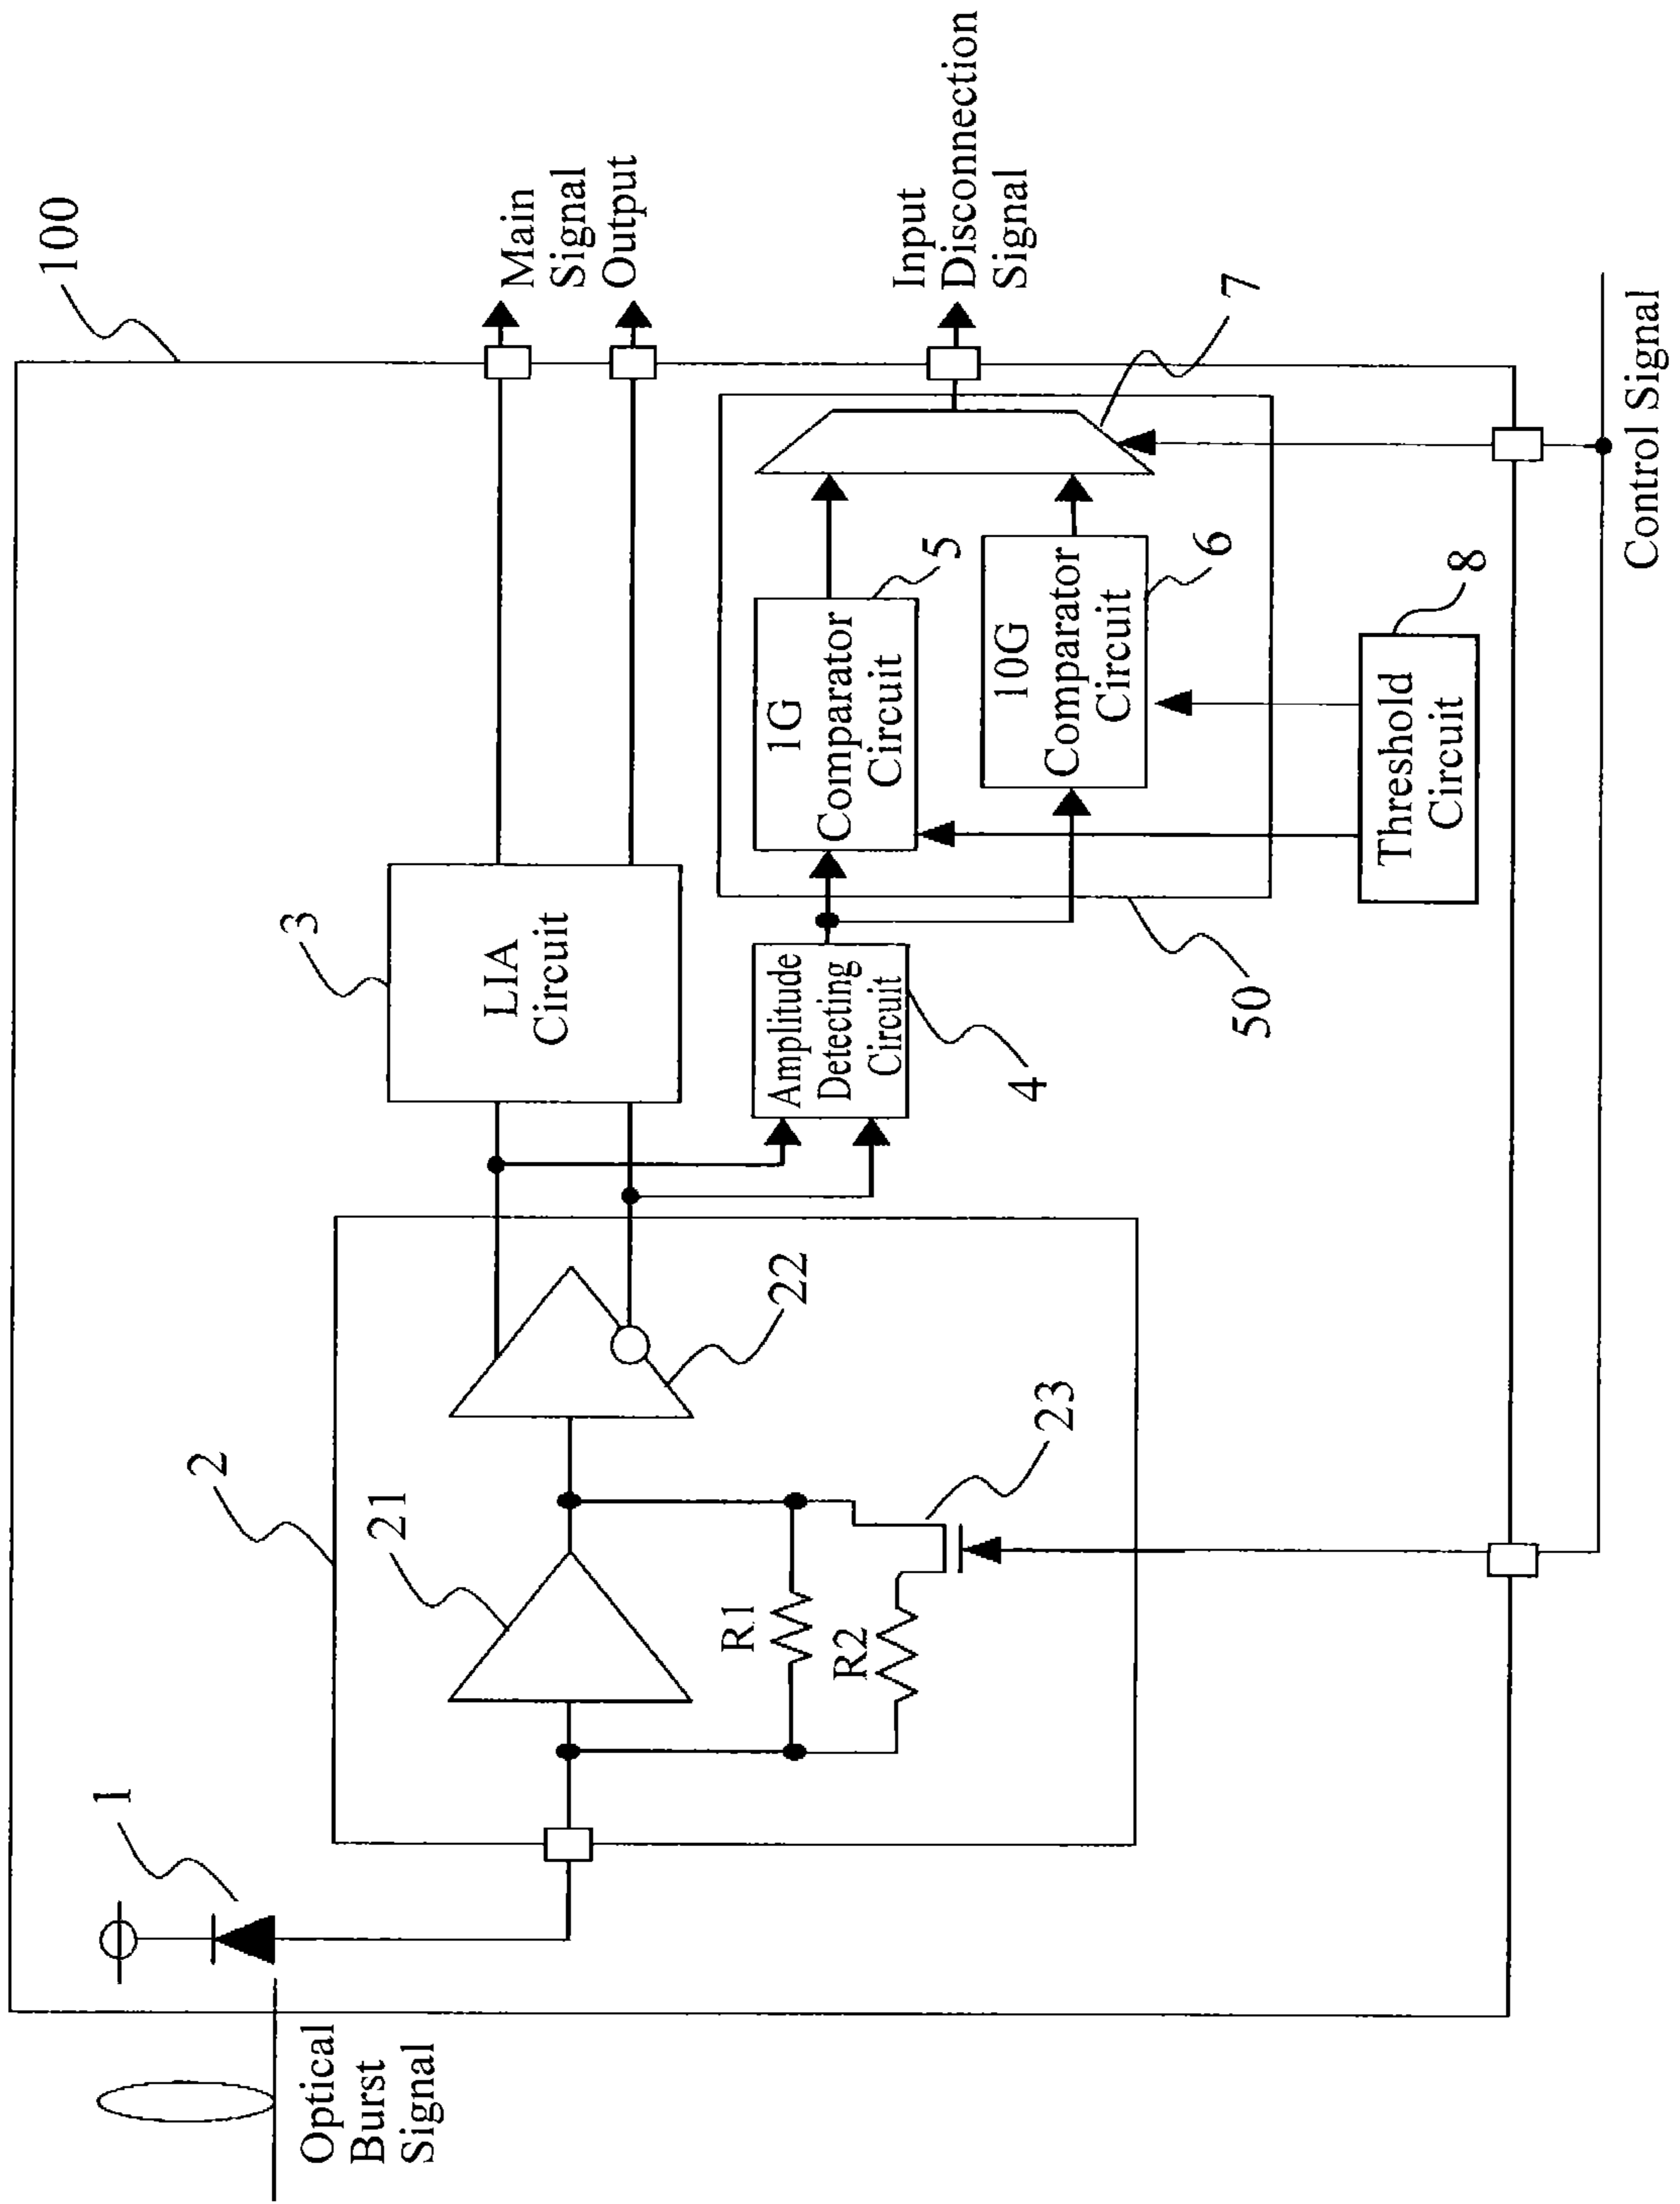 100
Main
Signal
Output
Input
Disconnection
Signal
7
3
LIA
Circuit
1G
Comparator
Circuit
5
10G
Comparator
Circuit
6
Amplitude
Detecting
Circuit
4
50
Threshold
Circuit
8
Control Signal
2
21
22
R1
R2
23
1
Optical
Burst
Signal